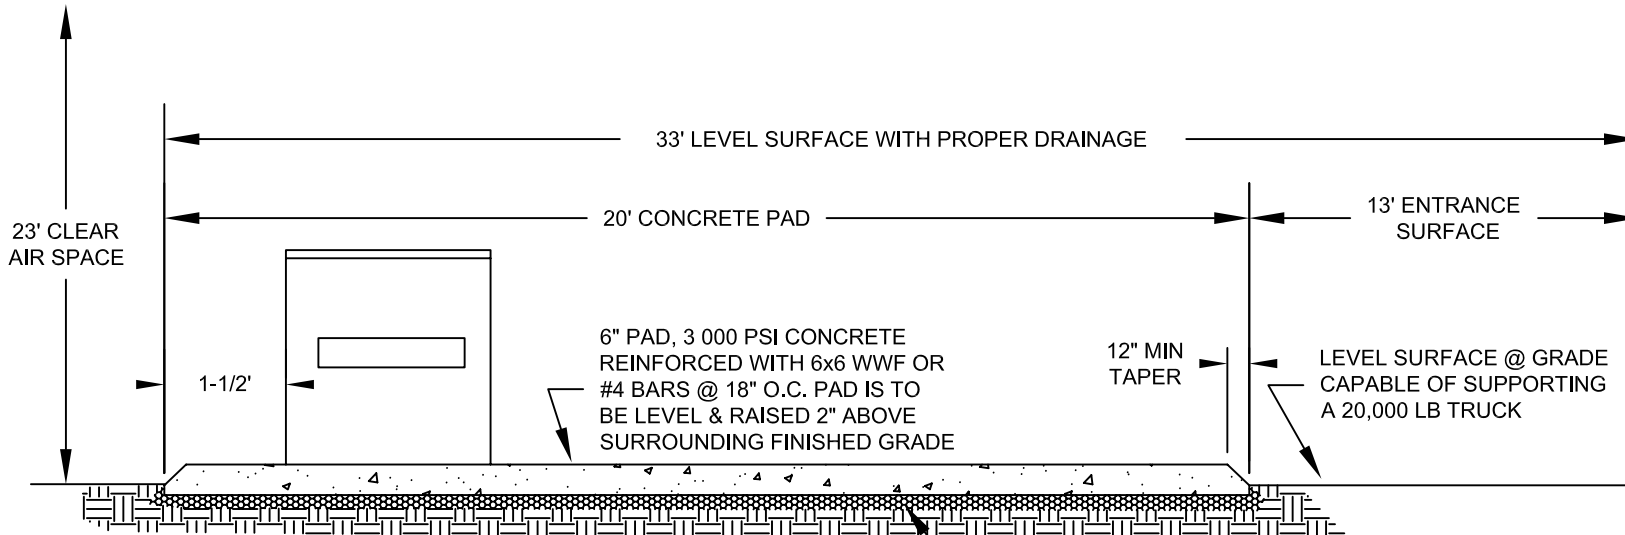 33' LEVEL SURFACE WITH PROPER DRAINAGE
20' CONCRETE PAD
13' ENTRANCE
SURFACE
23' CLEAR
AIR SPACE
1-1/2'
6" PAD, 3 000 PSI CONCRETE
REINFORCED WITH 6x6 WWF OR
#4 BARS @ 18" O.C. PAD IS TO
BE LEVEL & RAISED 2" ABOVE
SURROUNDING FINISHED GRADE
12" MIN
TAPER
LEVEL SURFACE @ GRADE
CAPABLE OF SUPPORTING
A 20,000 LB TRUCK